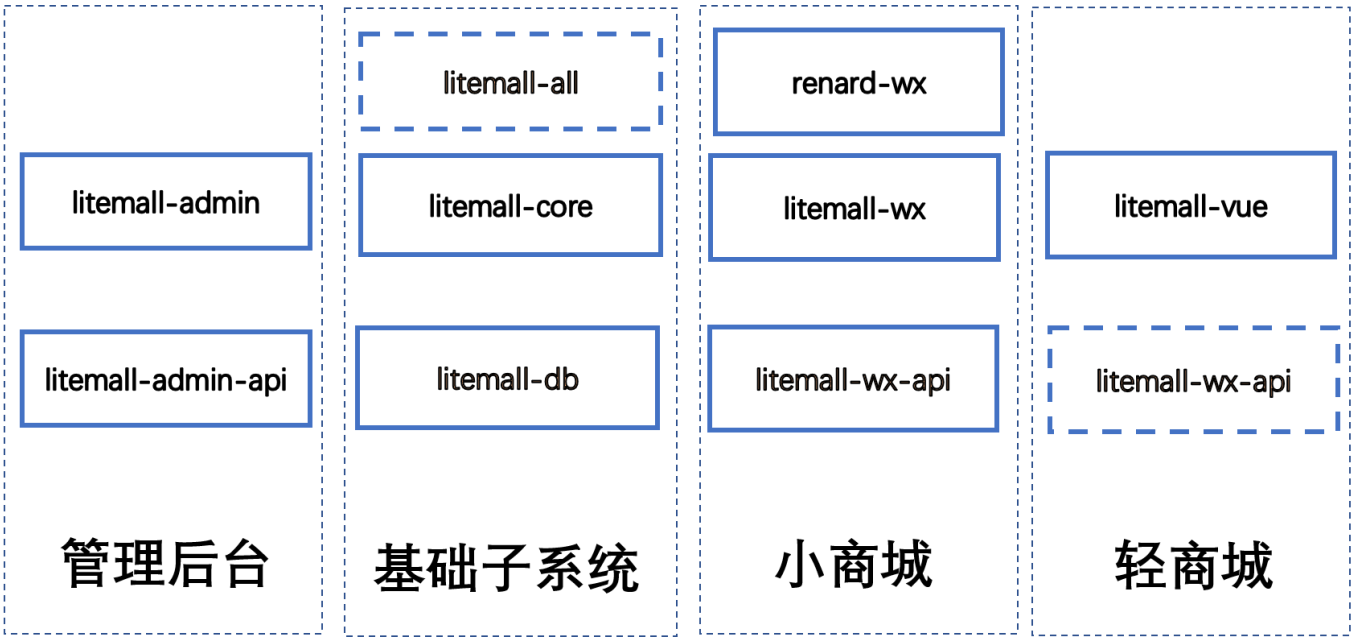 litemall-admin
litemall-admin-api
管理后台
litemall-all
litemall-core
litemall-db
基础子系统
renard-wx
litemall-wx
litemall-wx-api
小商城
litemall-vue
litemall-wx-api
轻商城